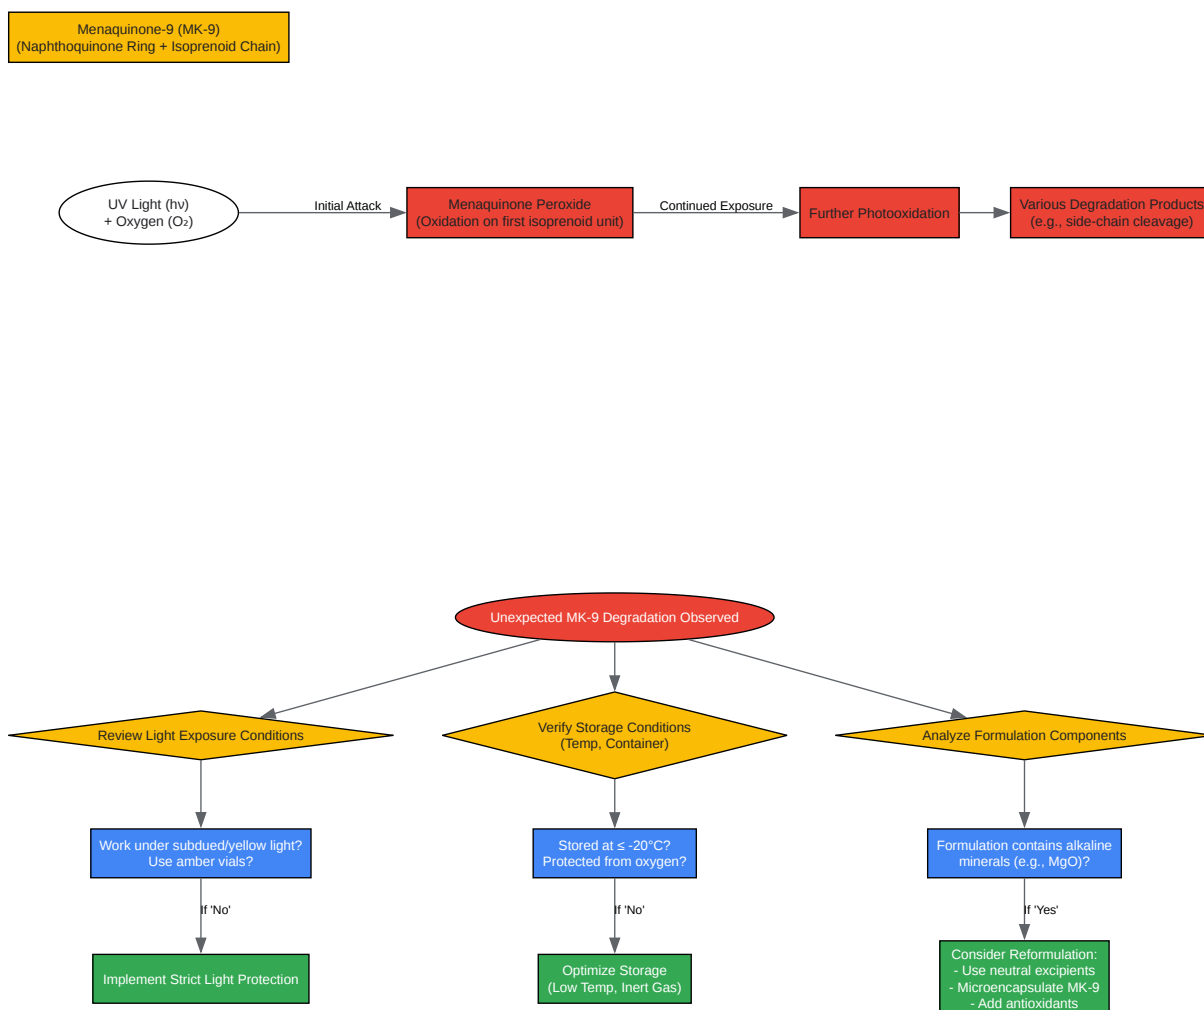 Menaquinone-9 (MK-9)
(Naphthoquinone Ring + Isoprenoid Chain)
UV Light (hν)
+ Oxygen (O₂)
Initial Attack
Menaquinone Peroxide
(Oxidation on first isoprenoid unit)
Continued Exposure
Further Photooxidation
Various Degradation Products
(e.g., side-chain cleavage)
Unexpected MK-9 Degradation Observed
Review Light Exposure Conditions
Verify Storage Conditions
(Temp, Container)
Analyze Formulation Components
Work under subdued/yellow light?
Use amber vials?
Stored at ≤ -20°C?
Protected from oxygen?
Formulation contains alkaline
minerals (e.g., MgO)?
If 'No'
If 'No'
If 'Yes'
Implement Strict Light Protection
Optimize Storage
(Low Temp, Inert Gas)
Consider Reformulation:
- Use neutral excipients
- Microencapsulate MK-9
- Add antioxidants